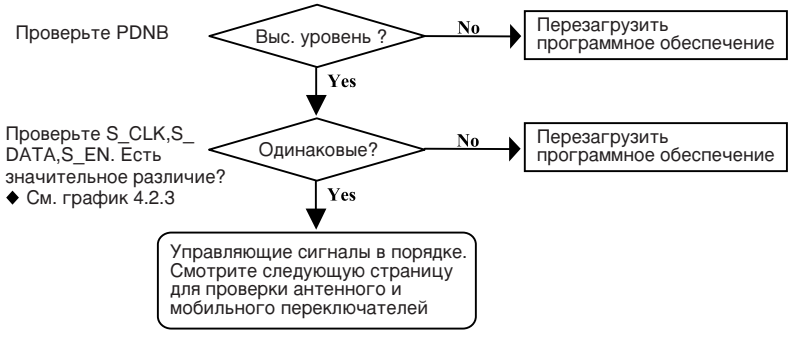 Проверьте PDNB
Выс. уровень ?
No
Перезагрузить
программное обеспечение
Yes
Проверьте S_CLK,S_
DATA,S_EN. Есть
значительное различие?
◆ См. график 4.2.3
Одинаковые?
No
Перезагрузить
программное обеспечение
Yes
Управляющие сигналы в порядке.
Смотрите следующую страницу
для проверки антенного и
мобильного переключателей